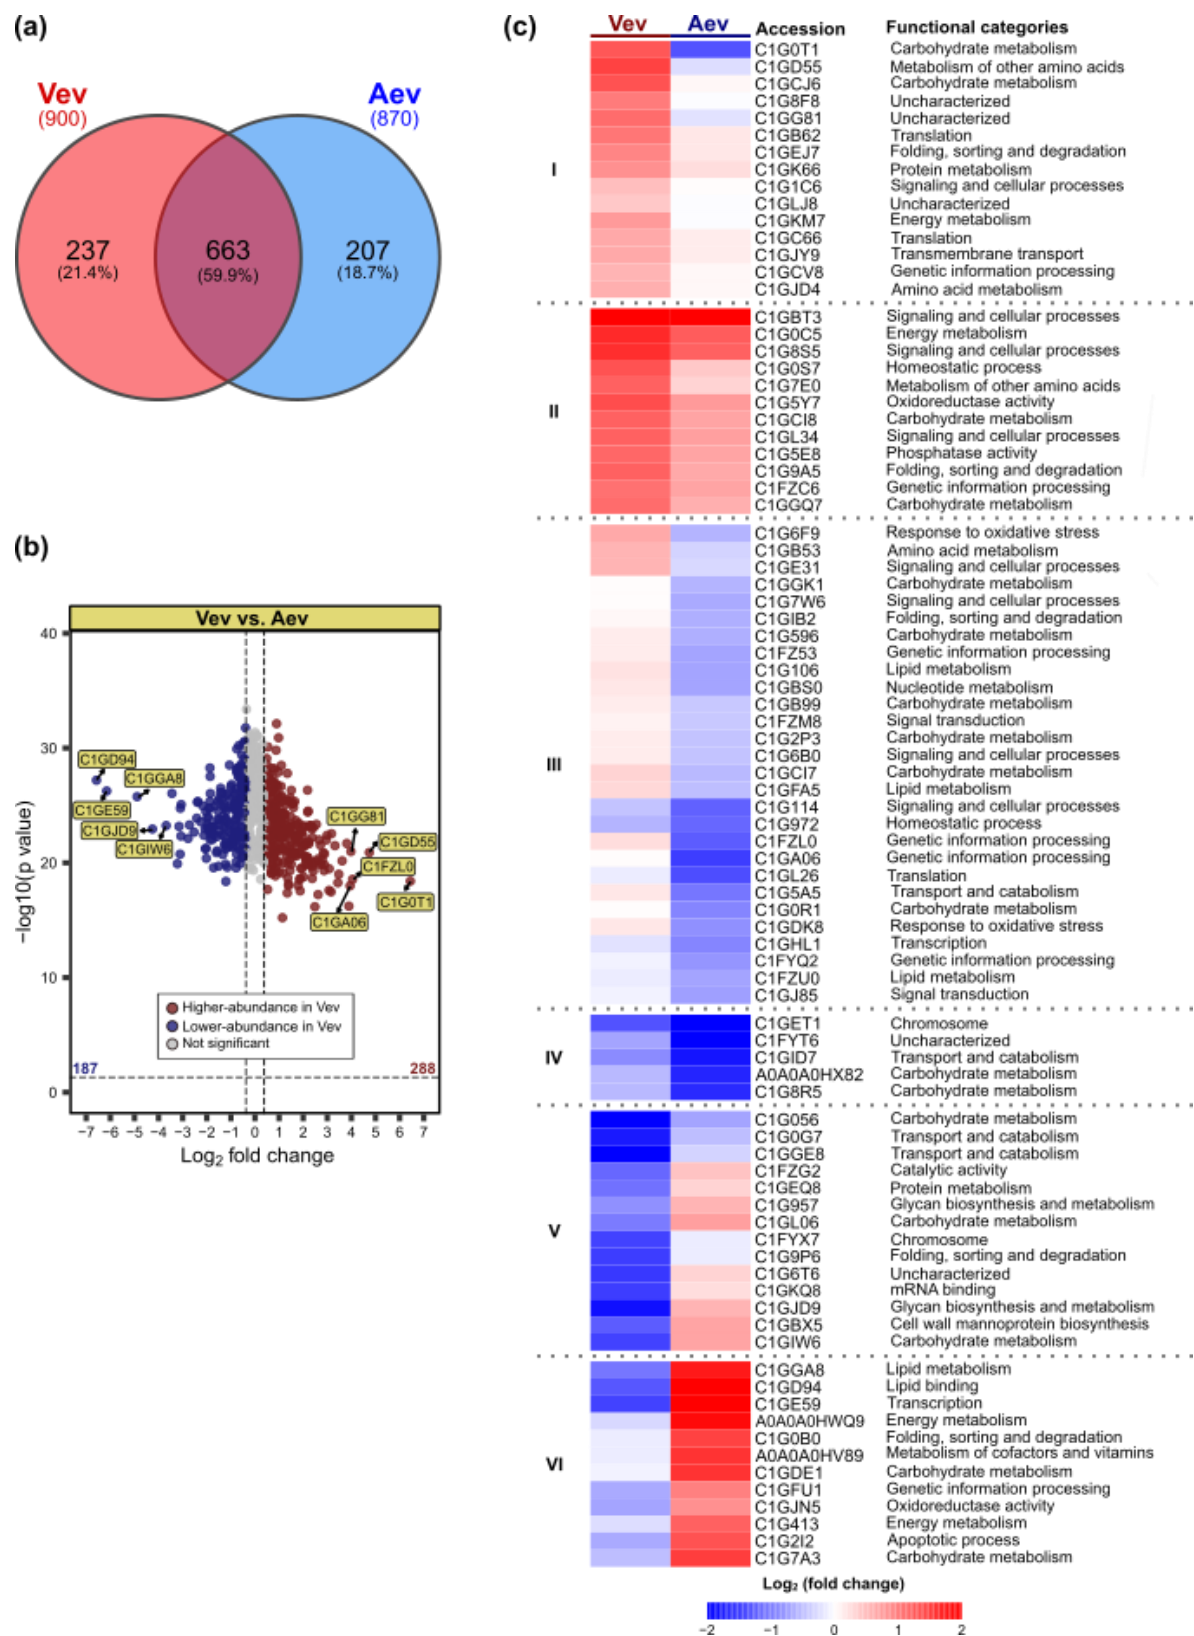 (a)
Vev
(900)
Aev
(870)
237
(21.4%)
663
(59.9%)
207
(18.7%)
(b)
Vev vs. Aev
40
30
20
10
0
−log10(p value)
C1GD94
C1GGA8
C1GE59
C1GJD9
C1GIW6
C1GG81
C1GD55
C1FZL0
C1G0T1
C1GA06
Higher-abundance in Vev
Lower-abundance in Vev
Not significant
187
288
−7 −6 −5 −4 −3 −2 −1 0 1 2 3 4 5 6 7
Log2 fold change
(c)
Vev Aev Accession Functional categories
I
C1G0T1 Carbohydrate metabolism
C1GD55 Metabolism of other amino acids
C1GCJ6 Carbohydrate metabolism
C1G8F8 Uncharacterized
C1GG81 Uncharacterized
C1GB62 Translation
C1GEJ7 Folding, sorting and degradation
C1GK66 Protein metabolism
C1G1C6 Signaling and cellular processes
C1GLJ8 Uncharacterized
C1GKM7 Energy metabolism
C1GC66 Translation
C1GJY9 Transmembrane transport
C1GCV8 Genetic information processing
C1GJD4 Amino acid metabolism
II
C1GBT3 Signaling and cellular processes
C1G0C5 Energy metabolism
C1G8S5 Signaling and cellular processes
C1G0S7 Homeostatic process
C1G7E0 Metabolism of other amino acids
C1G5Y7 Oxidoreductase activity
C1GCI8 Carbohydrate metabolism
C1GL34 Signaling and cellular processes
C1G5E8 Phosphatase activity
C1G9A5 Folding, sorting and degradation
C1FZC6 Genetic information processing
C1GGQ7 Carbohydrate metabolism
III
C1G6F9 Response to oxidative stress
C1GB53 Amino acid metabolism
C1GE31 Signaling and cellular processes
C1GGK1 Carbohydrate metabolism
C1G7W6 Signaling and cellular processes
C1GIB2 Folding, sorting and degradation
C1G596 Carbohydrate metabolism
C1FZ53 Genetic information processing
C1G106 Lipid metabolism
C1GBS0 Nucleotide metabolism
C1GB99 Carbohydrate metabolism
C1FZM8 Signal transduction
C1G2P3 Carbohydrate metabolism
C1G6B0 Signaling and cellular processes
C1GCI7 Carbohydrate metabolism
C1GFA5 Lipid metabolism
C1G114 Signaling and cellular processes
C1G972 Homeostatic process
C1FZL0 Genetic information processing
C1GA06 Genetic information processing
C1GL26 Translation
C1G5A5 Transport and catabolism
C1G0R1 Carbohydrate metabolism
C1GDK8 Response to oxidative stress
C1GHL1 Transcription
C1FYQ2 Genetic information processing
C1FZU0 Lipid metabolism
C1GJ85 Signal transduction
IV
C1GET1 Chromosome
C1FYT6 Uncharacterized
C1GID7 Transport and catabolism
A0A0A0HX82 Carbohydrate metabolism
C1G8R5 Carbohydrate metabolism
V
C1G056 Carbohydrate metabolism
C1G0G7 Transport and catabolism
C1GGE8 Transport and catabolism
C1FZG2 Catalytic activity
C1GEQ8 Protein metabolism
C1G957 Glycan biosynthesis and metabolism
C1GL06 Carbohydrate metabolism
C1FYX7 Chromosome
C1G9P6 Folding, sorting and degradation
C1G6T6 Uncharacterized
C1GKQ8 mRNA binding
C1GJD9 Glycan biosynthesis and metabolism
C1GBX5 Cell wall mannoprotein biosynthesis
C1GIW6 Carbohydrate metabolism
VI
C1GGA8 Lipid metabolism
C1GD94 Lipid binding
C1GE59 Transcription
A0A0A0HWQ9 Energy metabolism
C1G0B0 Folding, sorting and degradation
A0A0A0HV89 Metabolism of cofactors and vitamins
C1GDE1 Carbohydrate metabolism
C1GFU1 Genetic information processing
C1GJN5 Oxidoreductase activity
C1G413 Energy metabolism
C1G2I2 Apoptotic process
C1G7A3 Carbohydrate metabolism
Log2 (fold change)
−2 −1 0 1 2